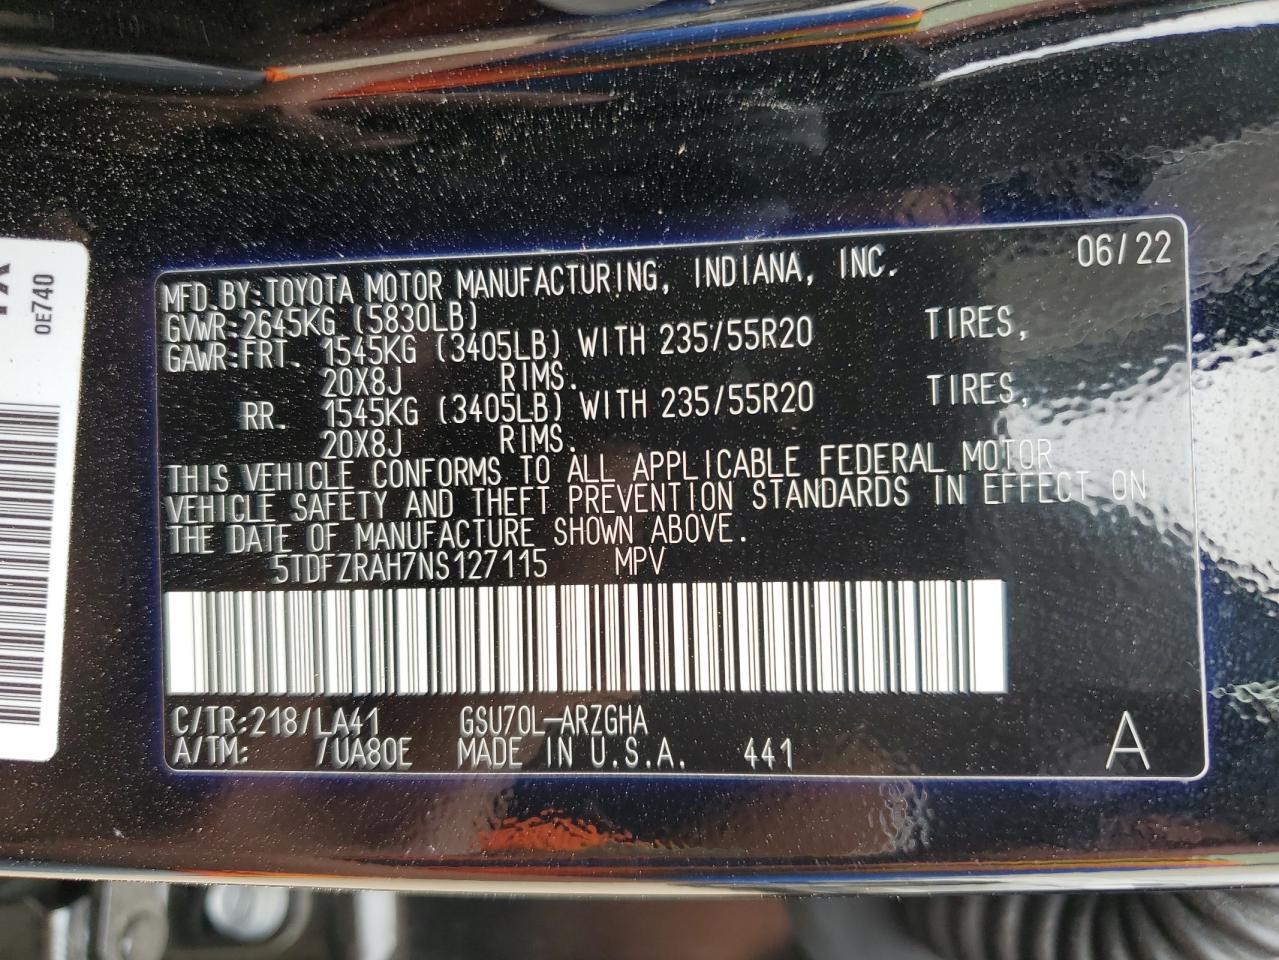 MFD BY:TOYOTA MOTOR MANUFACTURING, INDIANA, INC. 06/22
GVWR:2645KG (5830LB)
GAWR:FRT. 1545KG (3405LB) WITH 235/55R20 TIRES,
20X8J RIMS.
RR. 1545KG (3405LB) WITH 235/55R20 TIRES,
20X8J RIMS.
THIS VEHICLE CONFORMS TO ALL APPLICABLE FEDERAL MOTOR
VEHICLE SAFETY AND THEFT PREVENTION STANDARDS IN EFFECT ON
THE DATE OF MANUFACTURE SHOWN ABOVE.
5TDFZRAH7NS127115 MPV
C/TR:218/LA41 GSU70L-ARZGHA
A/TM: /UA80E MADE IN U.S.A. 441 A
0E740